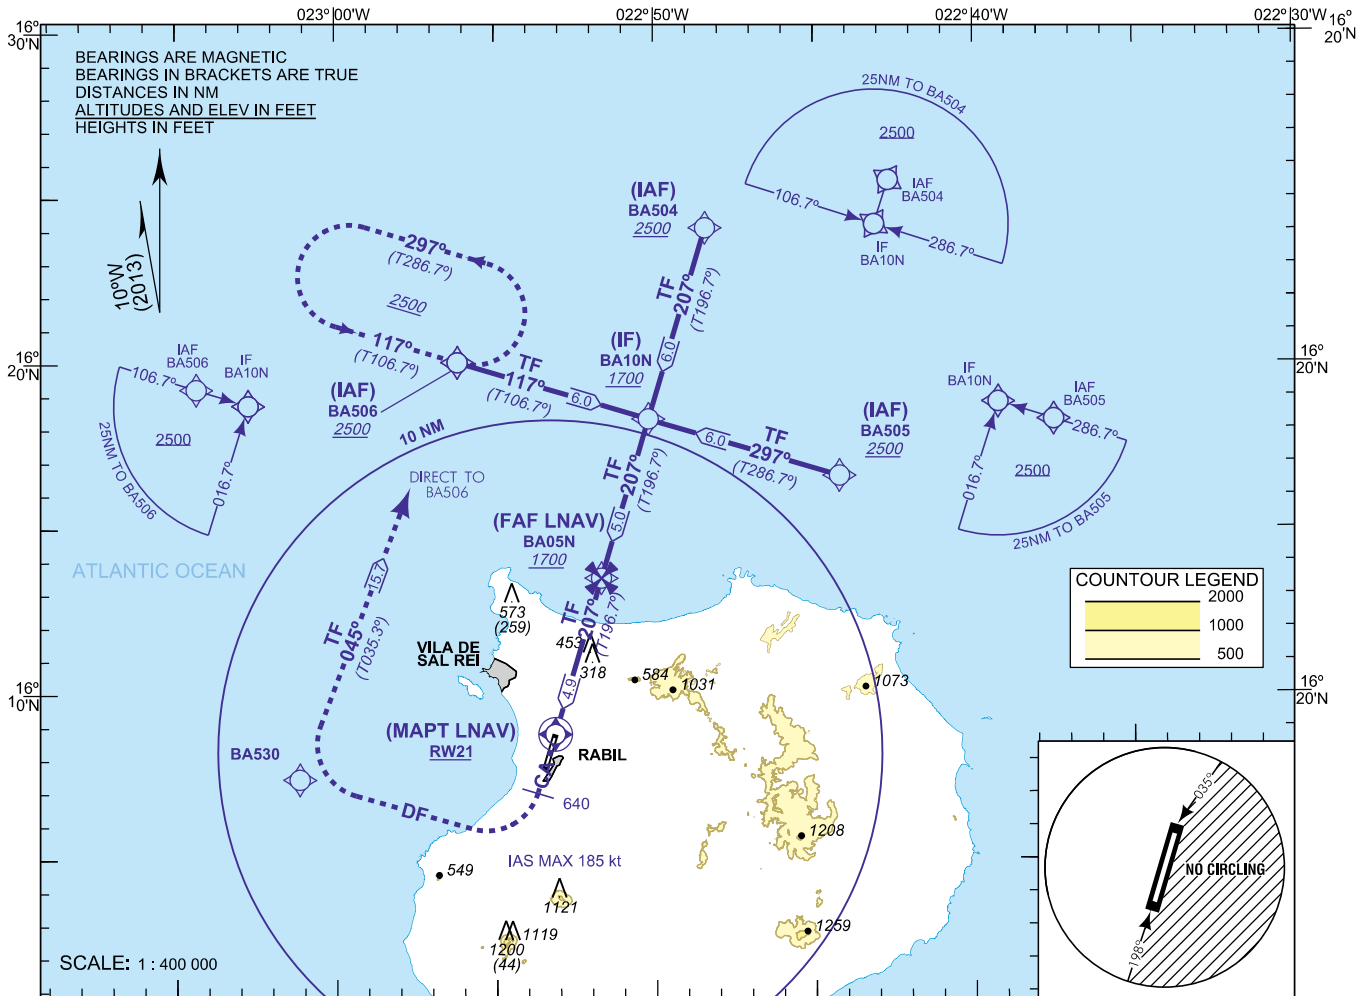 023°00'W
022°50'W
022°40'W
022°30'W
16°
20'N
30'N
BEARINGS ARE MAGNETIC
BEARINGS IN BRACKETS ARE TRUE
DISTANCES IN NM
ALTITUDES AND ELEV IN FEET
HEIGHTS IN FEET
10°W
(2013)
25NM TO BA504
2500
IAF
BA504
106.7°
286.7°
IF
BA10N
(IAF)
BA504
2500
297°
(T286.7°)
2500
117°
(T106.7°)
TF
207°
(T196.7°)
6.0
(IF)
BA10N
1700
16°
20'N
16°
20'N
IAF
BA506
IF
BA10N
106.7°
2500
016.7°
25NM TO BA506
(IAF)
BA506
2500
TF
117°
(T106.7°)
6.0
10 NM
6.0
TF
297°
(T286.7°)
(IAF)
BA505
2500
IF
BA10N
IAF
BA505
286.7°
016.7°
2500
25NM TO BA505
DIRECT TO
BA506
TF
207°
(T196.7°)
5.0
(FAF LNAV)
BA05N
1700
ATLANTIC OCEAN
15.7
TF
045°
(T035.3°)
573
(259)
TF
207°
(T196.7°)
453
318
COUNTOUR LEGEND
2000
1000
500
VILA DE
SAL REI
584
1031
1073
4.9
16°
10'N
16°
20'N
(MAPT LNAV)
RW21
BA530
RABIL
CA
640
DF
035°
NO CIRCLING
198°
1208
IAS MAX 185 kt
549
1121
1119
1200
(44)
1259
SCALE: 1 : 400 000